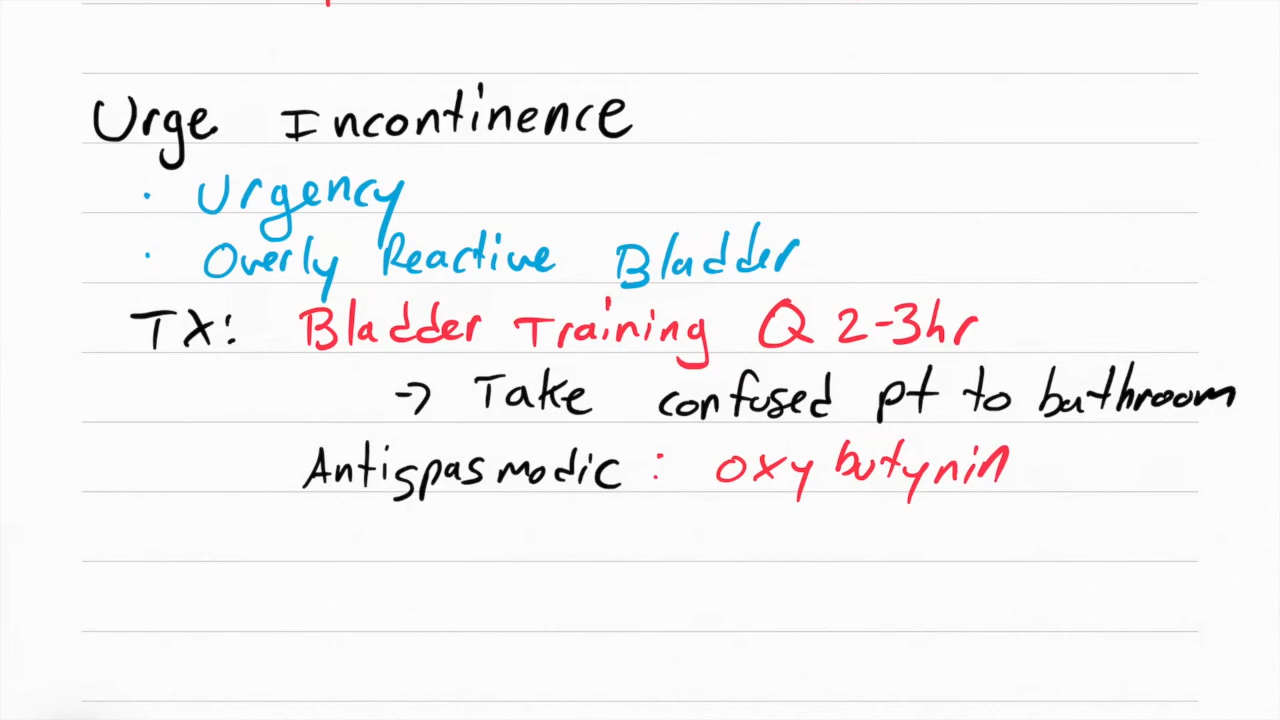 Urge Incontinence
· Urgency
· Overly Reactive Bladder
TX: Bladder Training Q 2-3hr
→ Take confused pt to bathroom
Antispasmodic : oxybutynin